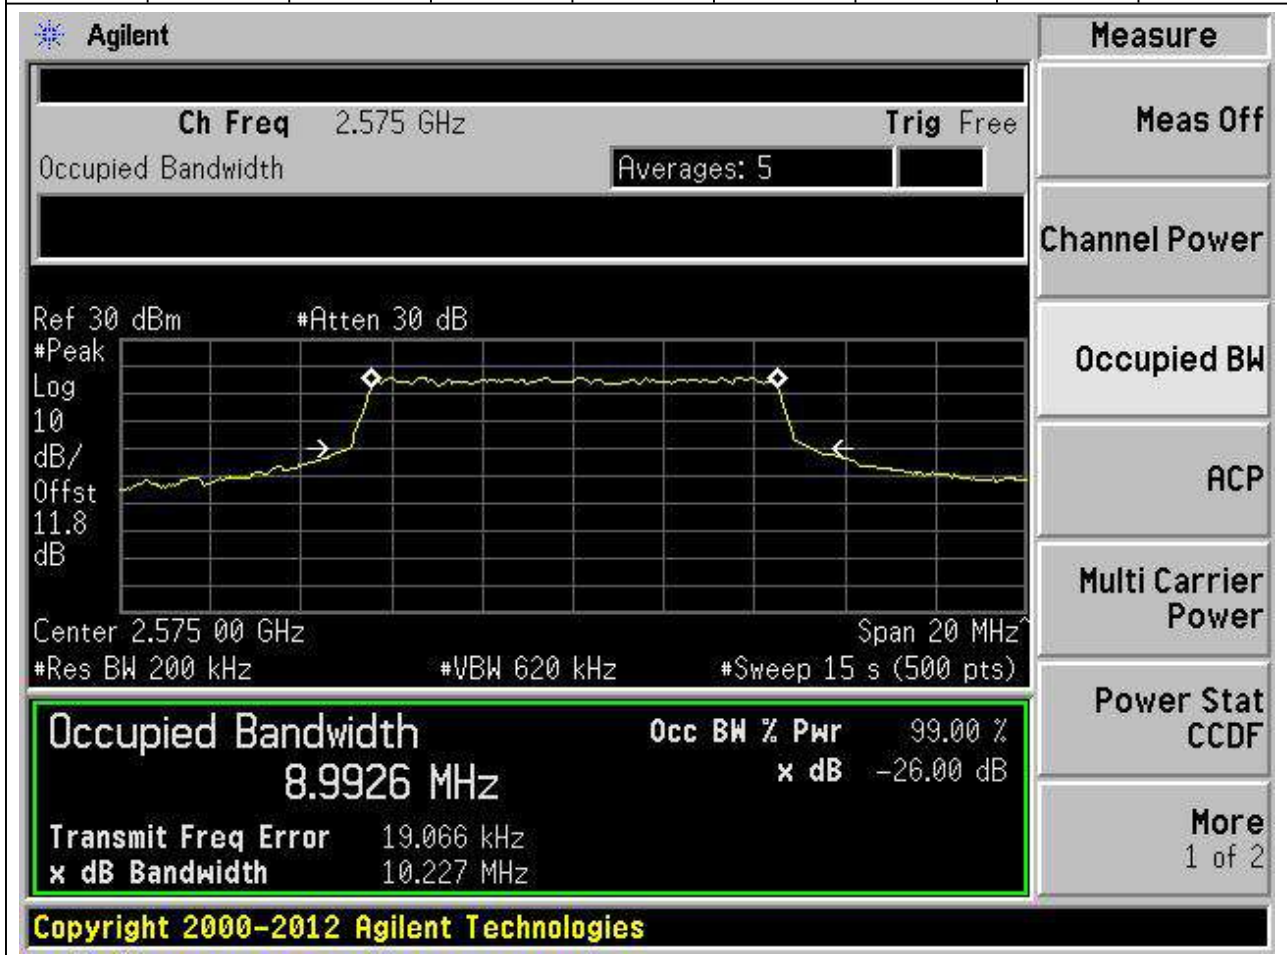 Agilent
Measure
Ch Freq 2.575 GHz Trig Free
Occupied Bandwidth Averages: 5
Meas Off
Channel Power
Occupied BW
ACP
Multi Carrier
Power
Power Stat
CCDF
More
1 of 2
Ref 30 dBm #Atten 30 dB
#Peak
Log
10
dB/
Offst
11.8
dB
Center 2.575 00 GHz Span 20 MHz^
#Res BW 200 kHz #VBW 620 kHz #Sweep 15 s (500 pts)
Occupied Bandwidth Occ BW % Pwr 99.00 %
8.9926 MHz x dB -26.00 dB
Transmit Freq Error 19.066 kHz
x dB Bandwidth 10.227 MHz
Copyright 2000-2012 Agilent Technologies